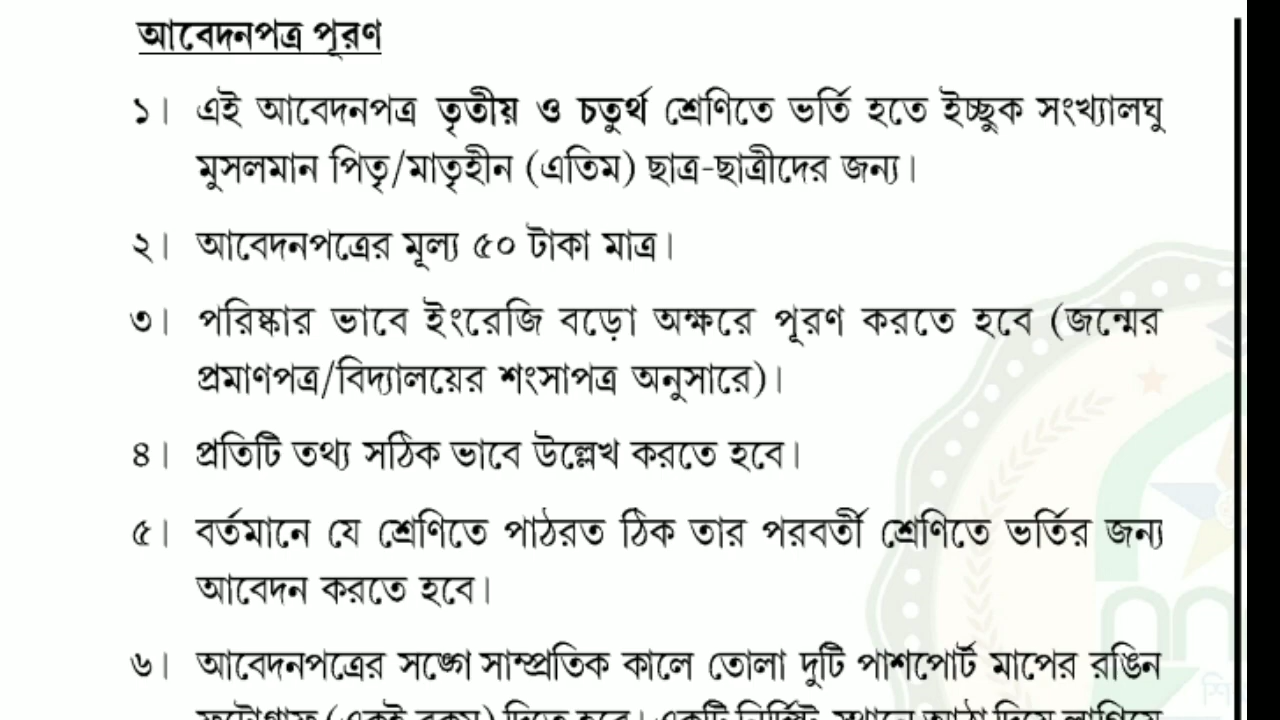 আবেদনপত্র পূরণ
১। এই আবেদনপত্র তৃতীয় ও চতুর্থ শ্রেণিতে ভর্তি হতে ইচ্ছুক সংখ্যালঘু
মুসলমান পিতৃ/মাতৃহীন (এতিম) ছাত্র-ছাত্রীদের জন্য।
২। আবেদনপত্রের মূল্য ৫০ টাকা মাত্র।
৩। পরিষ্কার ভাবে ইংরেজি বড়ো অক্ষরে পূরণ করতে হবে (জন্মের
প্রমাণপত্র/বিদ্যালয়ের শংসাপত্র অনুসারে)।
৪। প্রতিটি তথ্য সঠিক ভাবে উল্লেখ করতে হবে।
৫। বর্তমানে যে শ্রেণিতে পাঠরত ঠিক তার পরবর্তী শ্রেণিতে ভর্তির জন্য
আবেদন করতে হবে।
৬। আবেদনপত্রের সঙ্গে সাম্প্রতিক কালে তোলা দুটি পাশপোর্ট মাপের রঙিন